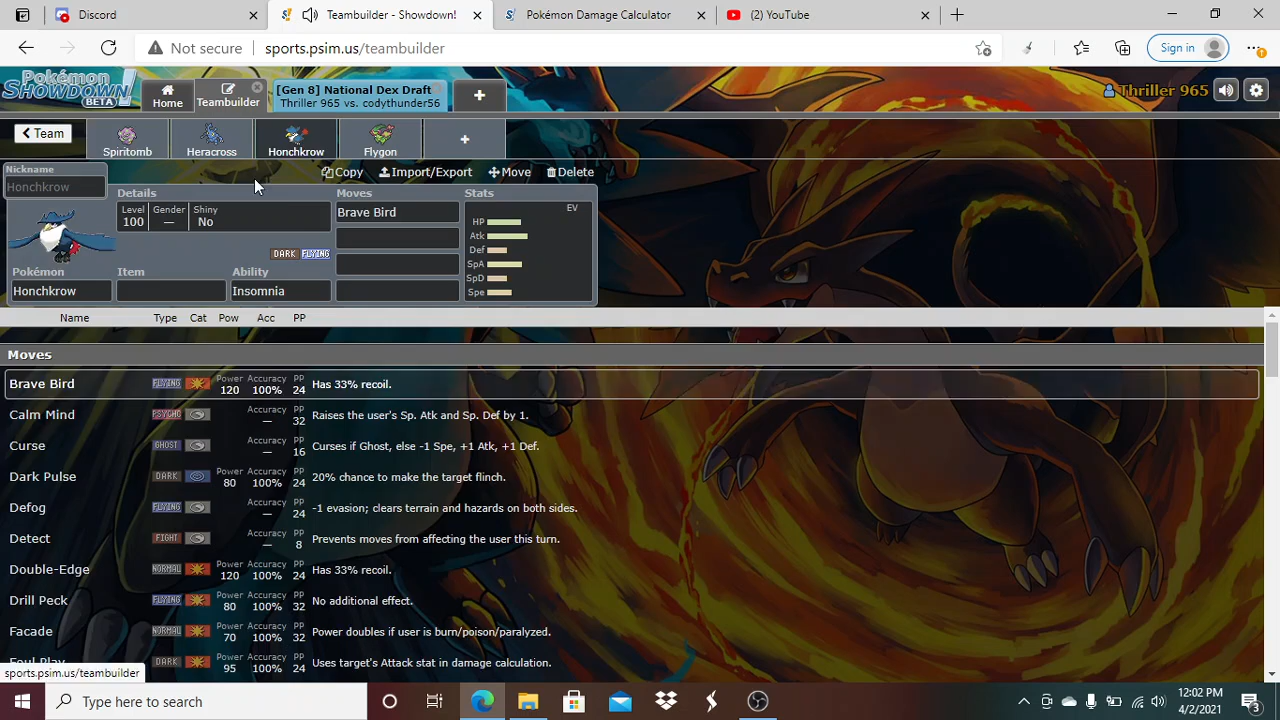 Discord
Teambuilder - Showdown!
Pokémon Damage Calculator
(2) YouTube
Not secure
sports.psim.us/teambuilder
Sign in
Pokémon
Showdown
BETA
Home
Teambuilder
[Gen 8] National Dex Draft
Thriller 965 vs. codythunder56
Thriller 965
Team
Spiritomb
Heracross
Honchkrow
Flygon
Nickname
Honchkrow
Copy
Import/Export
Move
Delete
Details
Level
100
Gender
—
Shiny
No
DARK FLYING
Pokémon
Honchkrow
Item
Ability
Insomnia
Moves
Brave Bird
Stats
EV
HP
Atk
Def
SpA
SpD
Spe
Name Type Cat Pow Acc PP
Moves
Brave Bird FLYING Power 120 Accuracy 100% PP 24 Has 33% recoil.
Calm Mind PSYCHC Accuracy — PP 32 Raises the user's Sp. Atk and Sp. Def by 1.
Curse GHOST Accuracy — PP 16 Curses if Ghost, else -1 Spe, +1 Atk, +1 Def.
Dark Pulse DARK Power 80 Accuracy 100% PP 24 20% chance to make the target flinch.
Defog FLYING Accuracy — PP 24 -1 evasion; clears terrain and hazards on both sides.
Detect FIGHT Accuracy — PP 8 Prevents moves from affecting the user this turn.
Double-Edge NORMAL Power 120 Accuracy 100% PP 24 Has 33% recoil.
Drill Peck FLYING Power 80 Accuracy 100% PP 32 No additional effect.
Facade NORMAL Power 70 Accuracy 100% PP 32 Power doubles if user is burn/poison/paralyzed.
Foul Play DARK Power 95 Accuracy 100% PP 24 Uses target's Attack stat in damage calculation.
sports.psim.us/teambuilder
Type here to search
12:02 PM
4/2/2021
3